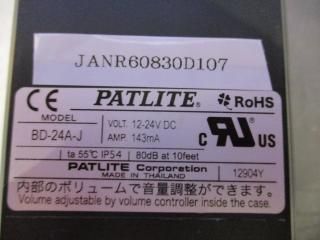 JANR60830D107
CE PATLITE® RoHS
MODEL BD-24A-J
VOLT. 12-24V DC
AMP. 143mA
C UR US
ta 55℃ IP54 80dB at 10feet
PATLITE Corporation 12904Y
MADE IN THAILAND
内部のボリュームで音量調整ができます。
Volume adjustable by volume controller inside the case.